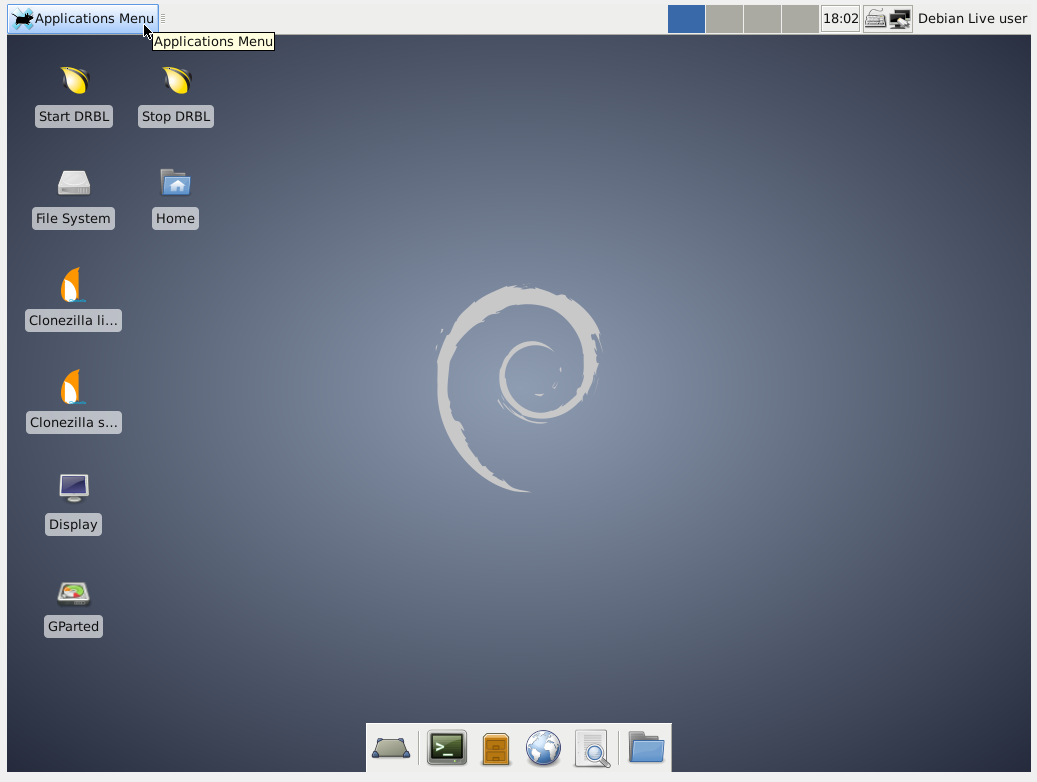 Applications Menu
18:02
Debian Live user
Applications Menu
Start DRBL
Stop DRBL
File System
Home
Clonezilla li...
Clonezilla s...
Display
GParted
>_